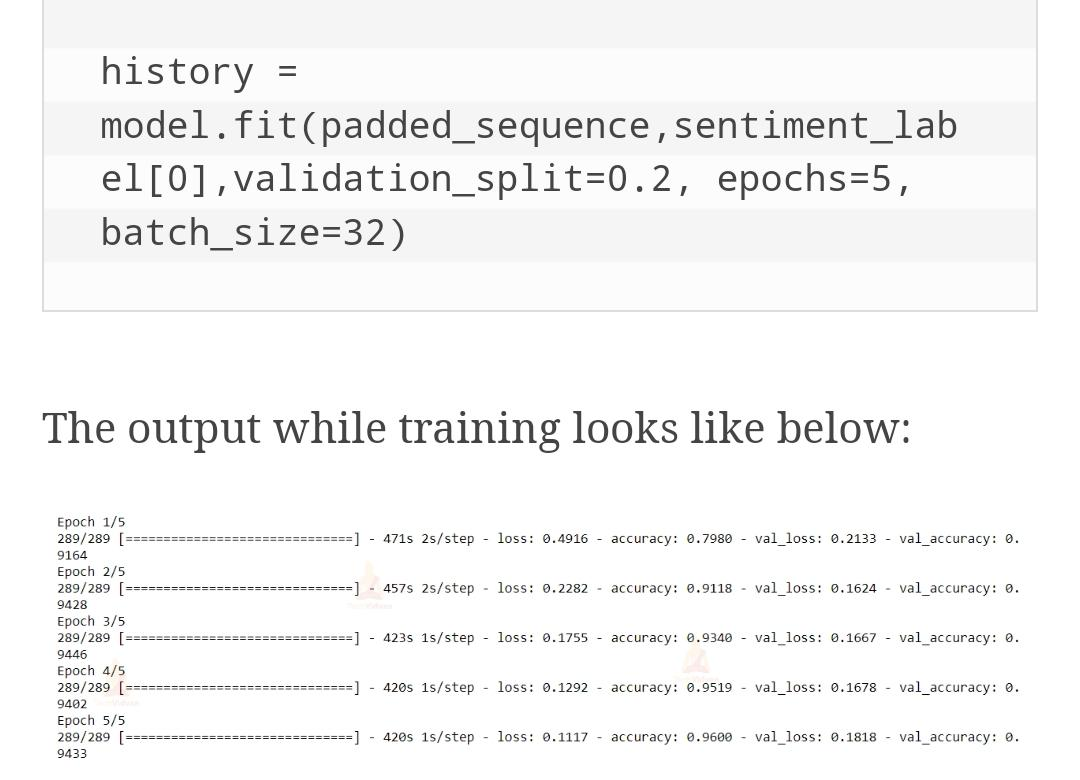 history =
model.fit(padded_sequence,sentiment_lab
el[0],validation_split=0.2, epochs=5,
batch_size=32)
The output while training looks like below:
Epoch 1/5
289/289 [==============================] - 471s 2s/step - loss: 0.4916 - accuracy: 0.7980 - val_loss: 0.2133 - val_accuracy: 0.
9164
Epoch 2/5
289/289 [==============================] - 457s 2s/step - loss: 0.2282 - accuracy: 0.9118 - val_loss: 0.1624 - val_accuracy: 0.
9428
Epoch 3/5
289/289 [==============================] - 423s 1s/step - loss: 0.1755 - accuracy: 0.9340 - val_loss: 0.1667 - val_accuracy: 0.
9446
Epoch 4/5
289/289 [==============================] - 420s 1s/step - loss: 0.1292 - accuracy: 0.9519 - val_loss: 0.1678 - val_accuracy: 0.
9402
Epoch 5/5
289/289 [==============================] - 420s 1s/step - loss: 0.1117 - accuracy: 0.9600 - val_loss: 0.1818 - val_accuracy: 0.
9433